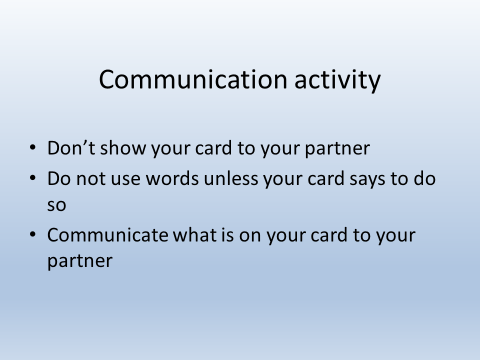 Communication activity
• Don’t show your card to your partner
• Do not use words unless your card says to do
so
• Communicate what is on your card to your
partner